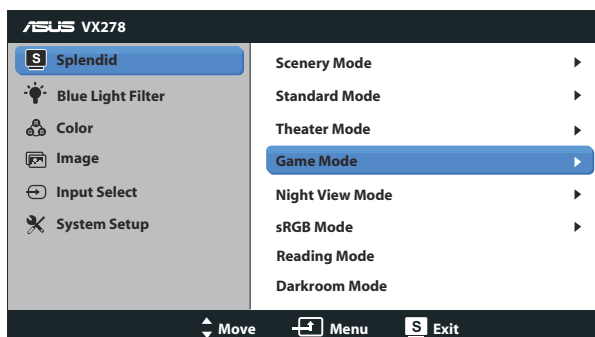 ASUS VX278
S Splendid
Blue Light Filter
Color
Image
Input Select
System Setup
Scenery Mode
Standard Mode
Theater Mode
Game Mode
Night View Mode
sRGB Mode
Reading Mode
Darkroom Mode
Move Menu S Exit